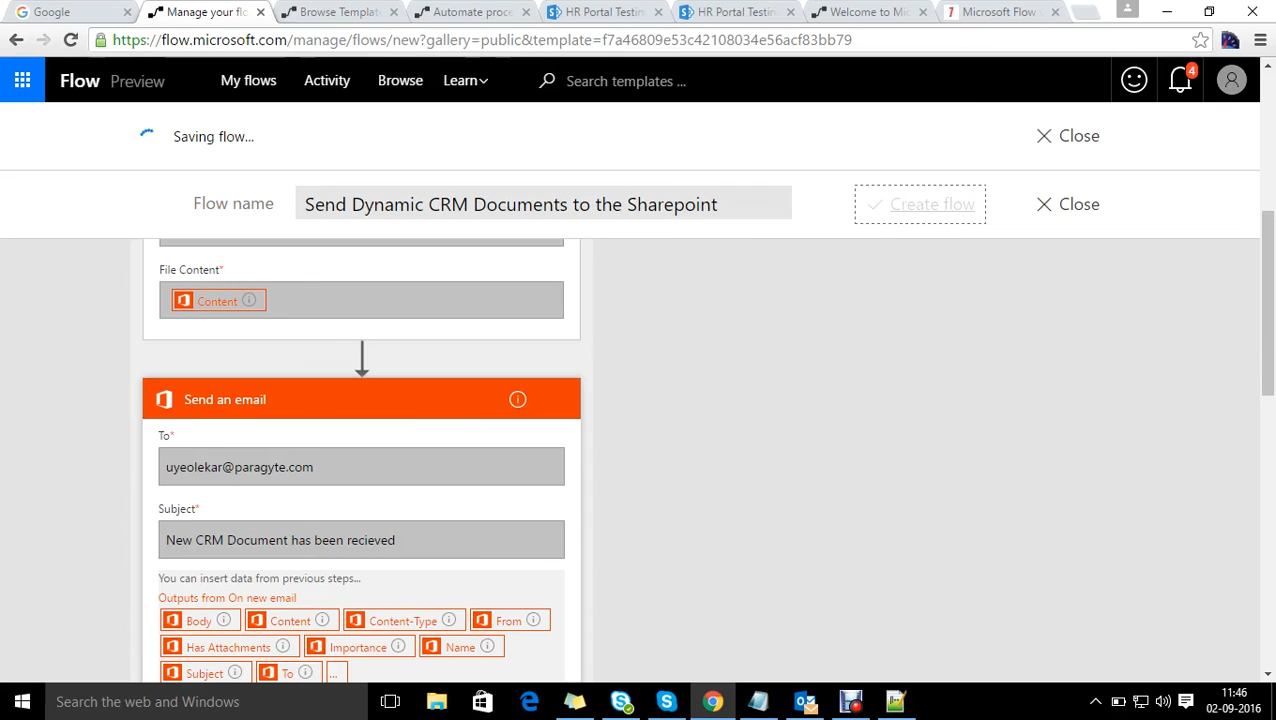 Google
Manage your flo
Browse Templat
Automate proce
HR Portal Testin
HR Portal Testin
Welcome to Mic
Microsoft Flow
https://flow.microsoft.com/manage/flows/new?gallery=public&template=f7a46809e53c42108034e56acf83bb79
Flow Preview My flows Activity Browse Learn Search templates ... 4
Saving flow... Close
Flow name Send Dynamic CRM Documents to the Sharepoint Create flow Close
File Content*
Content
Send an email
To*
uyeolekar@paragyte.com
Subject*
New CRM Document has been recieved
You can insert data from previous steps...
Outputs from On new email
Body Content Content-Type From
Has Attachments Importance Name
Subject To ...
Search the web and Windows
11:46
02-09-2016